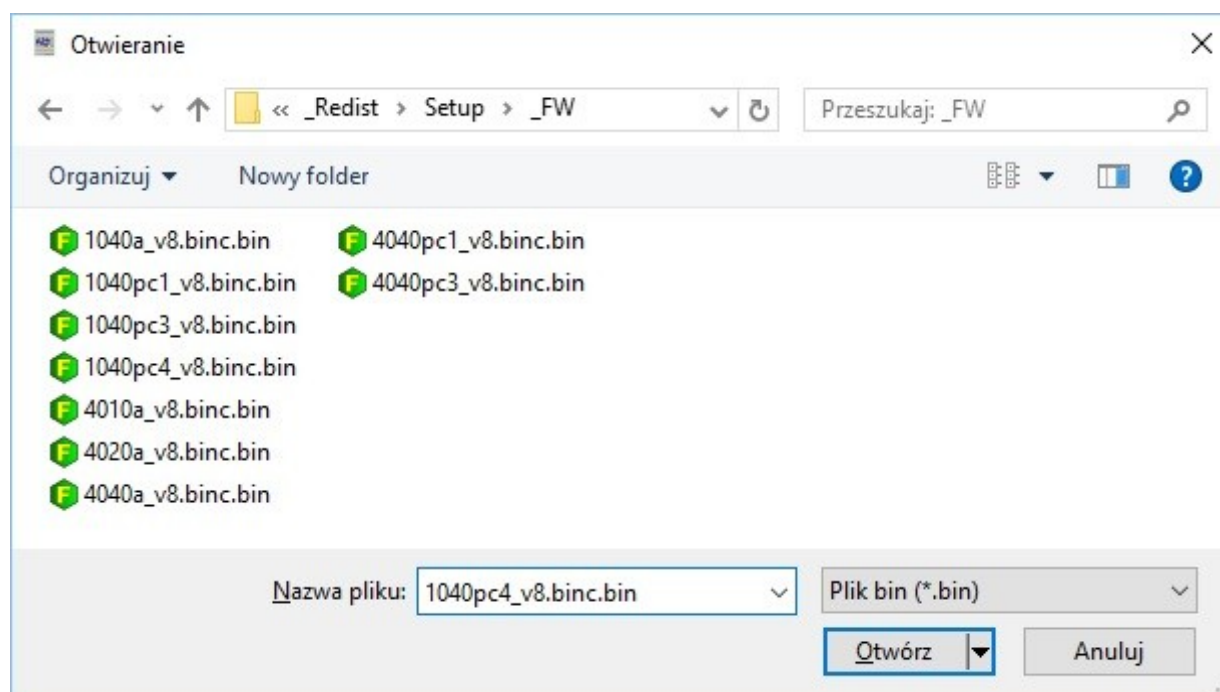 Otwieranie
« _Redist > Setup > _FW
Przeszukaj: _FW
Organizuj
Nowy folder
1040a_v8.binc.bin
1040pc1_v8.binc.bin
1040pc3_v8.binc.bin
1040pc4_v8.binc.bin
4010a_v8.binc.bin
4020a_v8.binc.bin
4040a_v8.binc.bin
4040pc1_v8.binc.bin
4040pc3_v8.binc.bin
Nazwa pliku: 1040pc4_v8.binc.bin
Plik bin (*.bin)
Otwórz
Anuluj